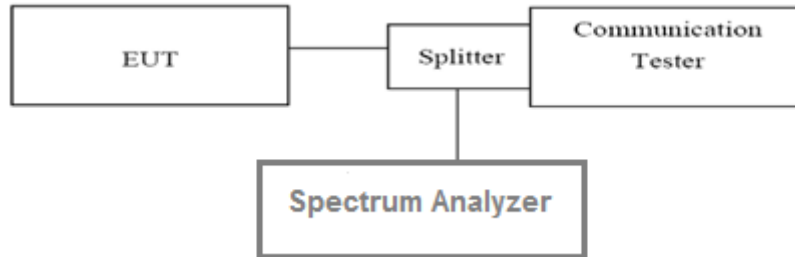 EUT
Splitter
Communication
Tester
Spectrum Analyzer